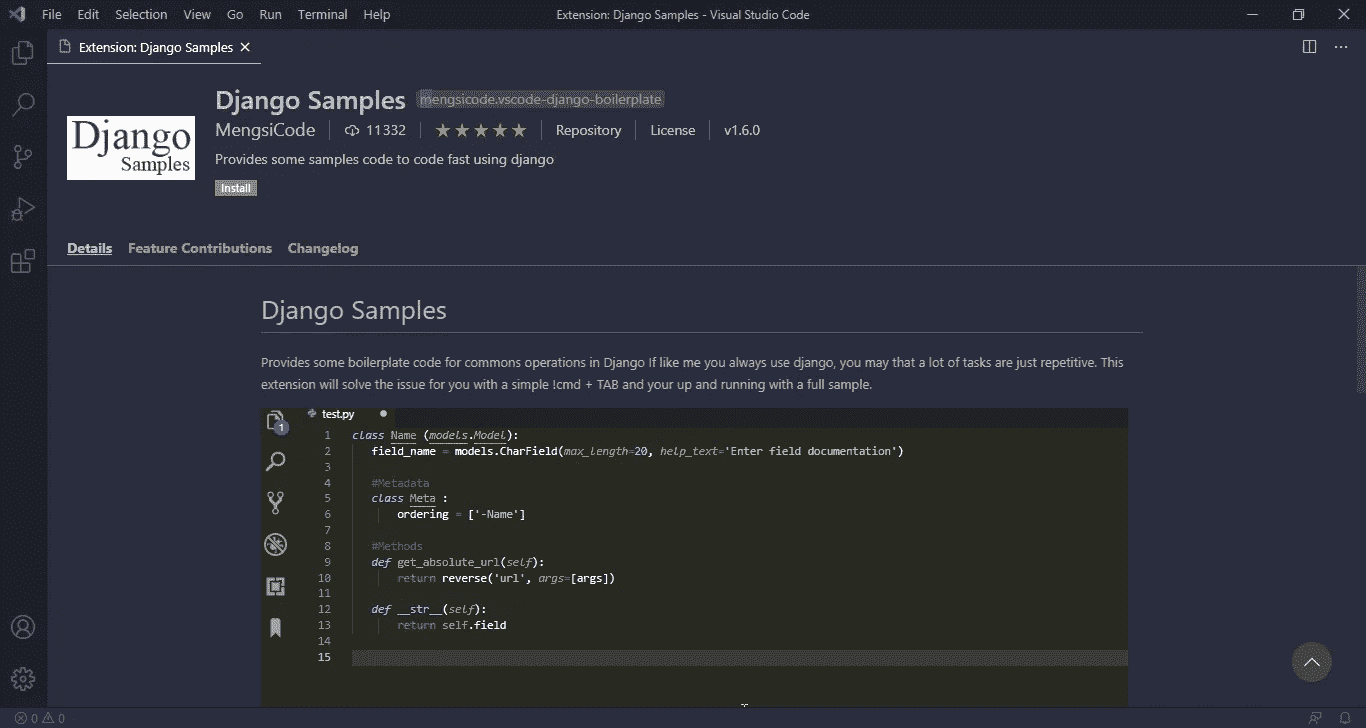 File Edit Selection View Go Run Terminal Help Extension: Django Samples - Visual Studio Code
Extension: Django Samples
Django Samples mengsicode.vscode-django-boilerplate
Django
Samples
MengsiCode 11332 Repository License v1.6.0
Provides some samples code to code fast using django
Install
Details Feature Contributions Changelog
Django Samples
Provides some boilerplate code for commons operations in Django If like me you always use django, you may that a lot of tasks are just repetitive. This
extension will solve the issue for you with a simple !cmd + TAB and your up and running with a full sample.
test.py
1
1 class Name (models.Model):
2 field_name = models.CharField(max_length=20, help_text='Enter field documentation')
3
4 #Metadata
5 class Meta :
6 ordering = ['-Name']
7
8 #Methods
9 def get_absolute_url(self):
10 return reverse('url', args=[args])
11
12 def __str__(self):
13 return self.field
14
15
0 0